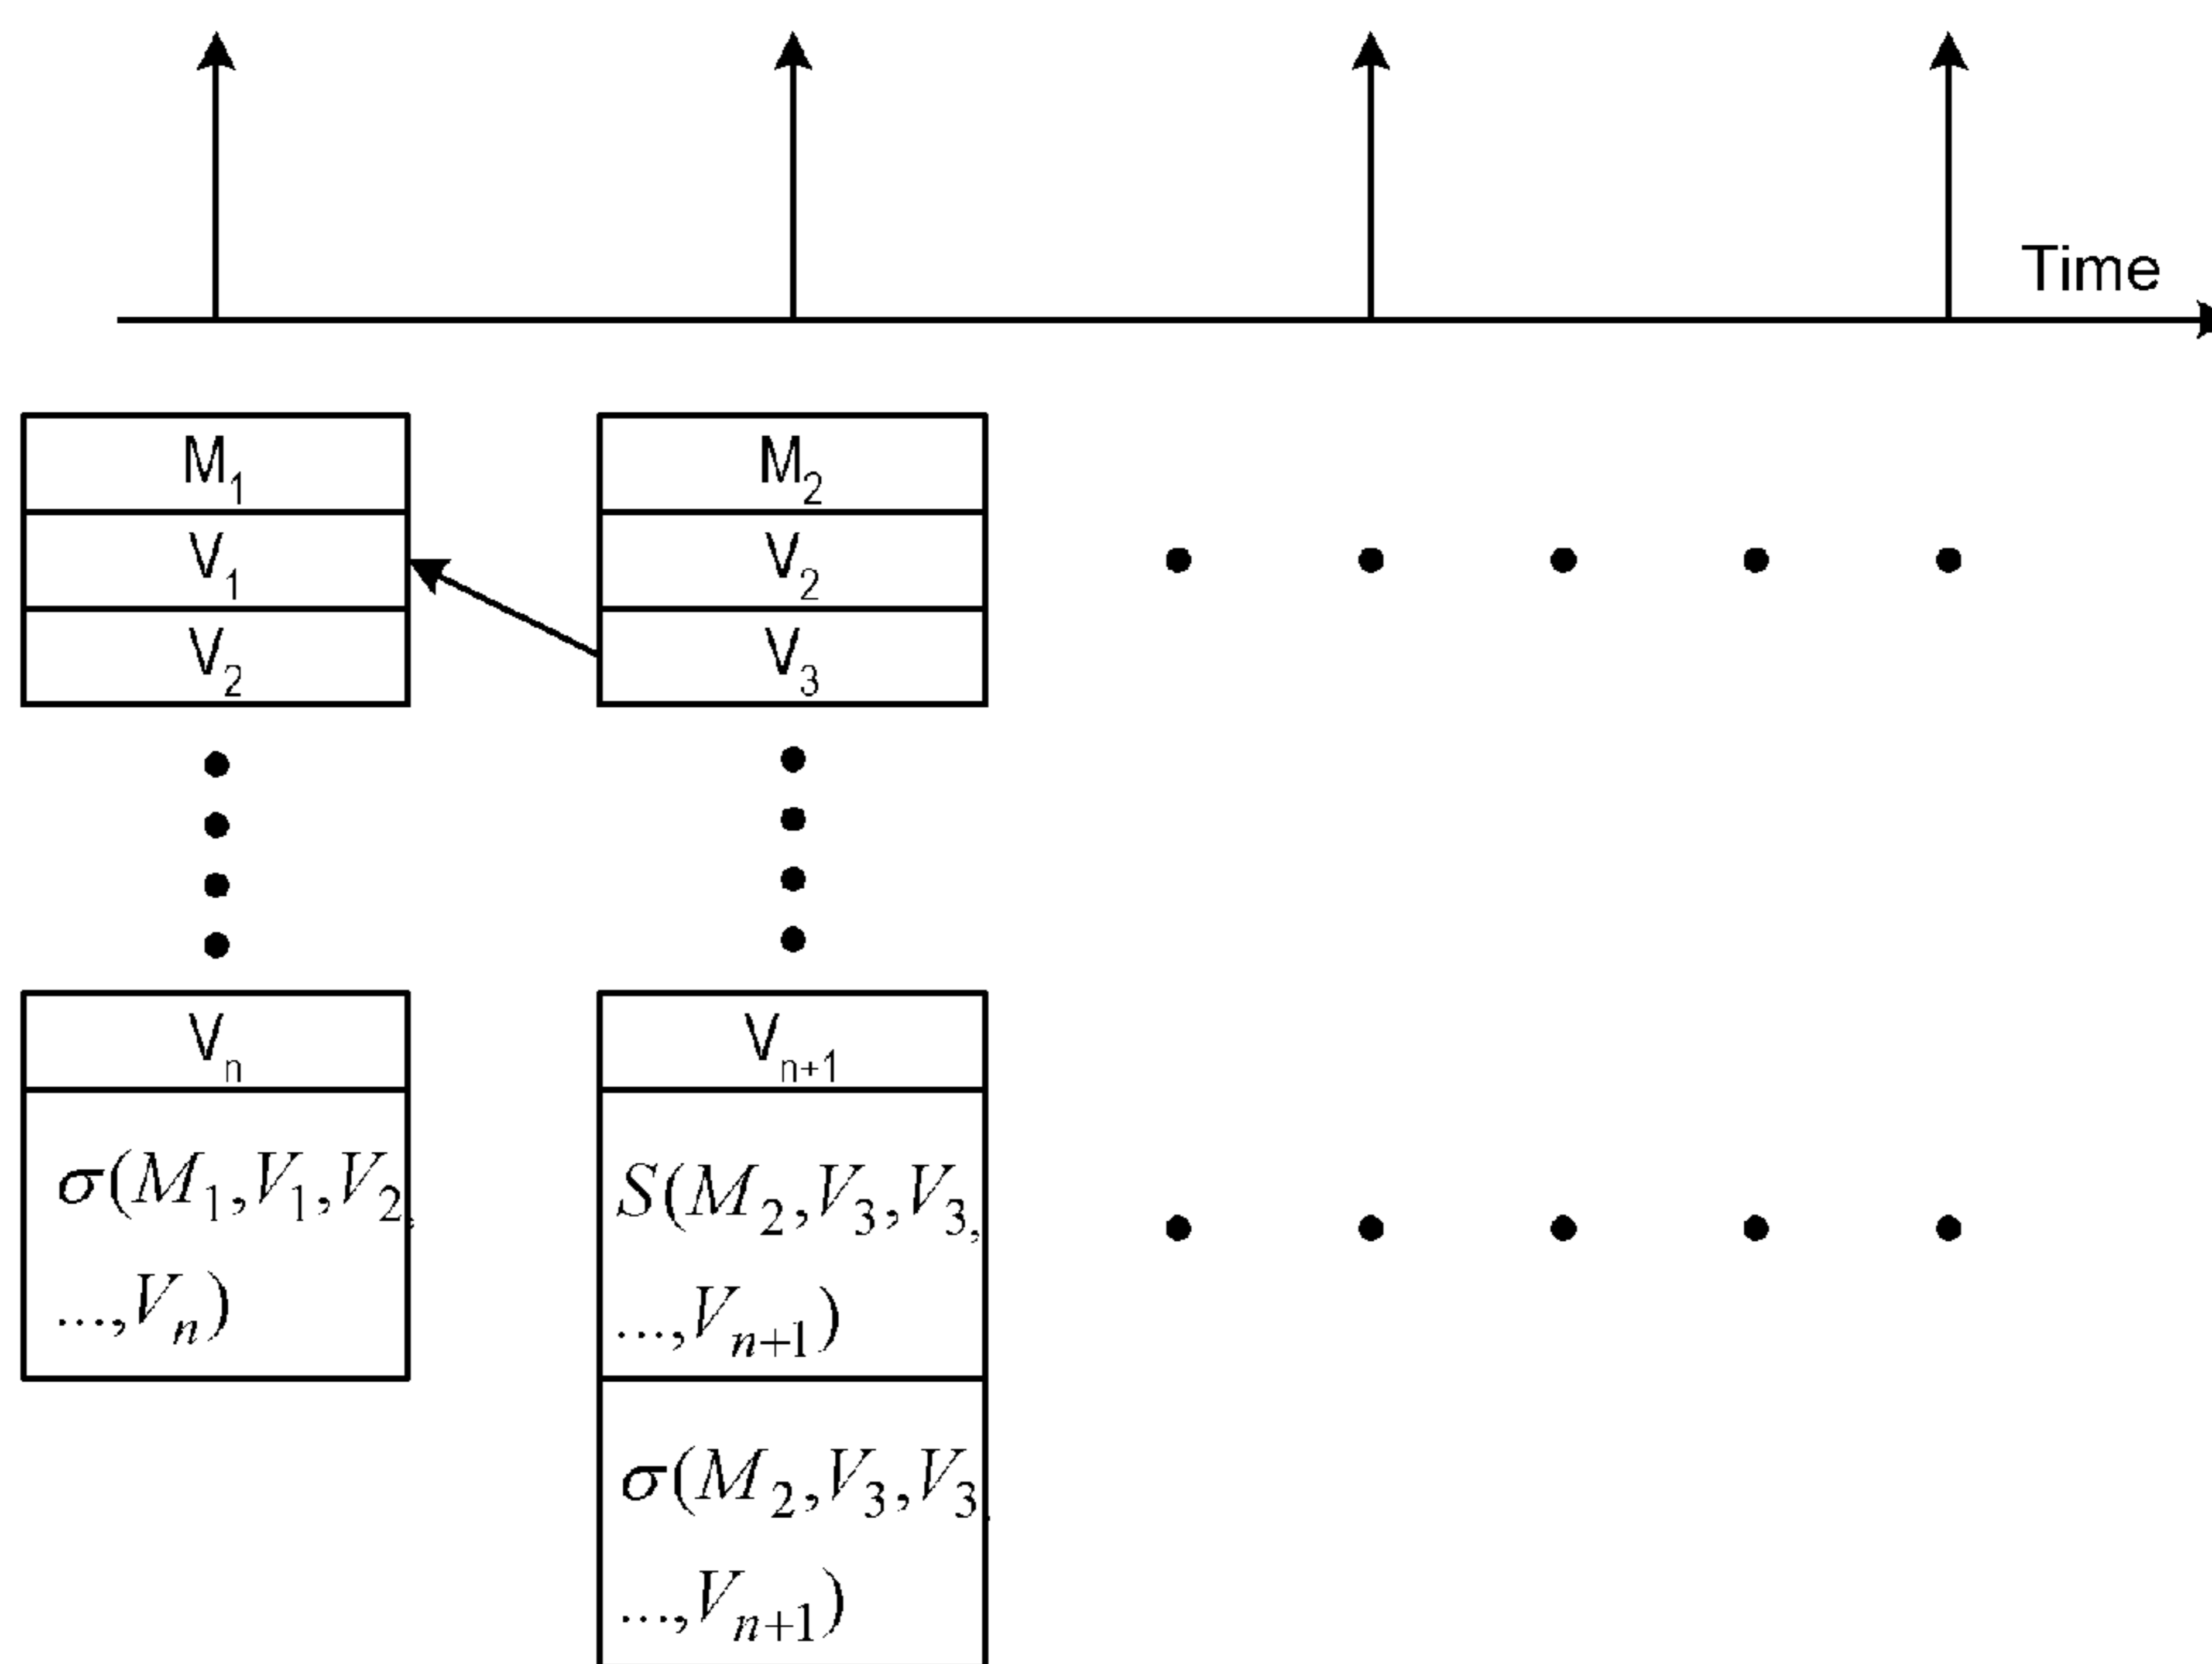 Time
M₁
V₁
V₂
M₂
V₂
V₃
Vₙ
σ(M₁,V₁,V₂,
...,Vₙ)
Vₙ₊₁
S(M₂,V₃,V₃,
...,Vₙ₊₁)
σ(M₂,V₃,V₃,
...,Vₙ₊₁)